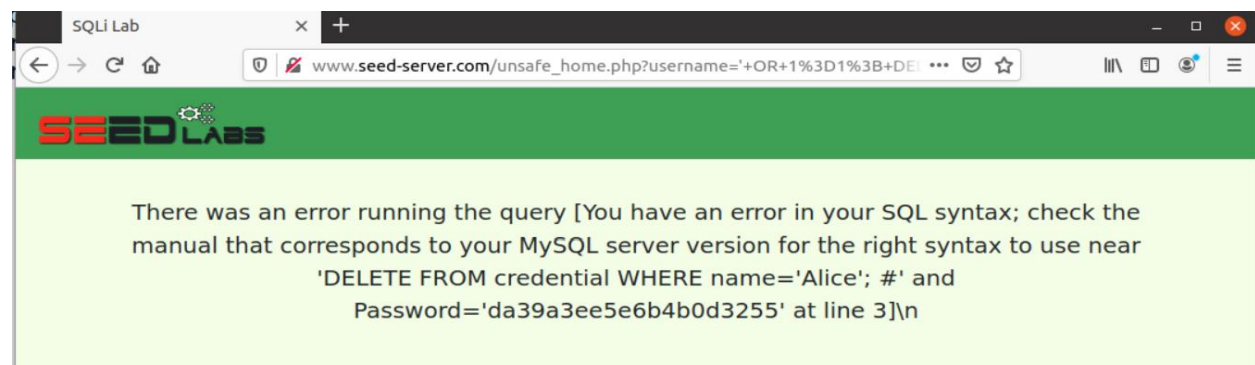 SQLi Lab
www.seed-server.com/unsafe_home.php?username='+OR+1%3D1%3B+DEL
SEED LABS
There was an error running the query [You have an error in your SQL syntax; check the
manual that corresponds to your MySQL server version for the right syntax to use near
'DELETE FROM credential WHERE name='Alice'; #' and
Password='da39a3ee5e6b4b0d3255' at line 3]\n